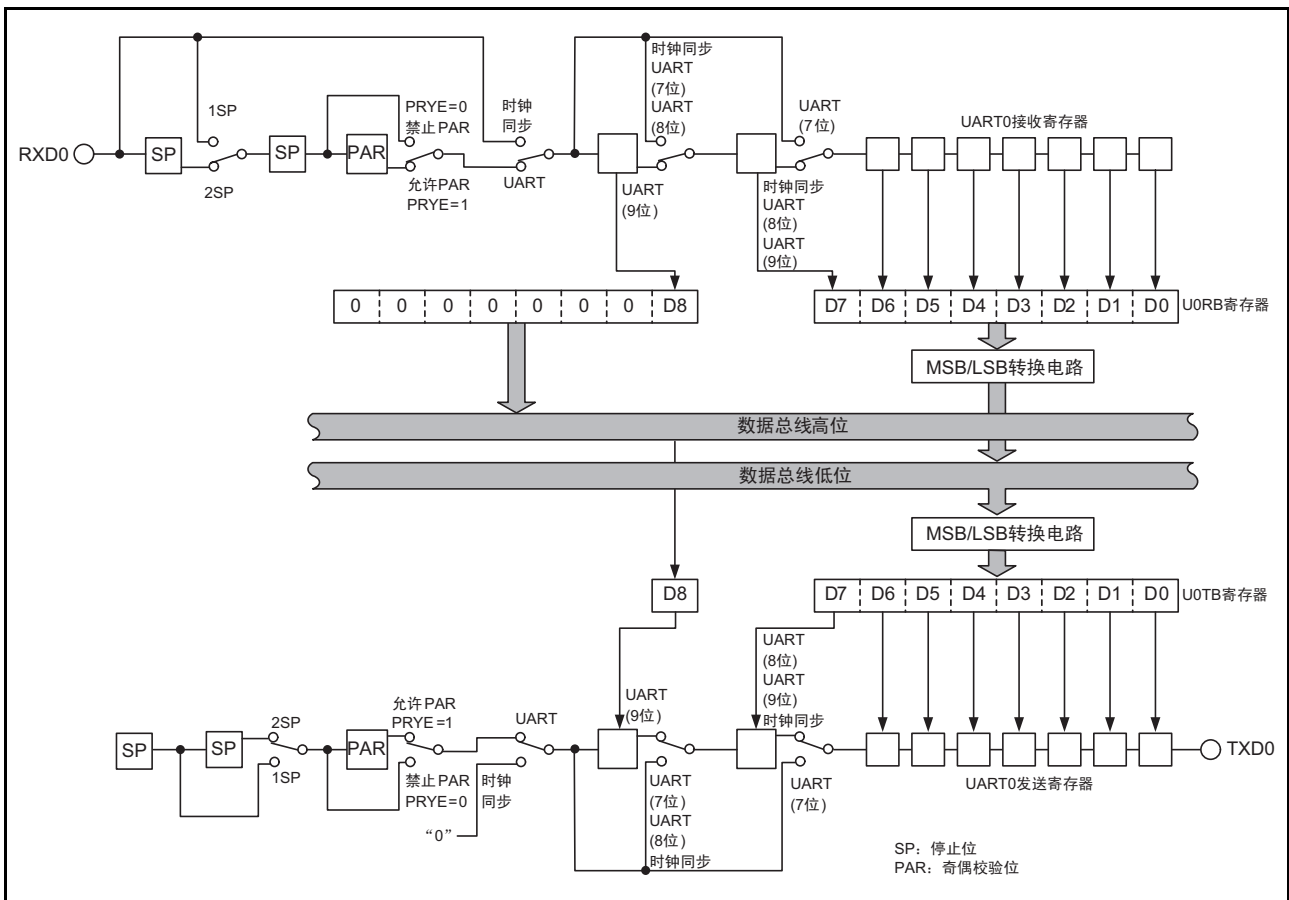 时钟同步
UART
(7位)
UART
(8位)
1SP
PRYE=0
禁止PAR
时钟
同步
UART
(7位)
UART0接收寄存器
RXD0
SP
SP
PAR
2SP
允许PAR
PRYE=1
UART
UART
(9位)
时钟同步
UART
(8位)
UART
(9位)
0 0 0 0 0 0 0 D8
D7 D6 D5 D4 D3 D2 D1 D0
U0RB寄存器
MSB/LSB转换电路
数据总线高位
数据总线低位
MSB/LSB转换电路
D8
D7 D6 D5 D4 D3 D2 D1 D0
U0TB寄存器
UART
(8位)
UART
(9位)
时钟同步
UART
(9位)
允许PAR
PRYE=1
UART
2SP
SP
SP
PAR
1SP
禁止PAR
PRYE=0
时钟
同步
“0”
UART
(7位)
UART
(8位)
时钟同步
UART
(7位)
UART0发送寄存器
TXD0
SP：停止位
PAR：奇偶校验位